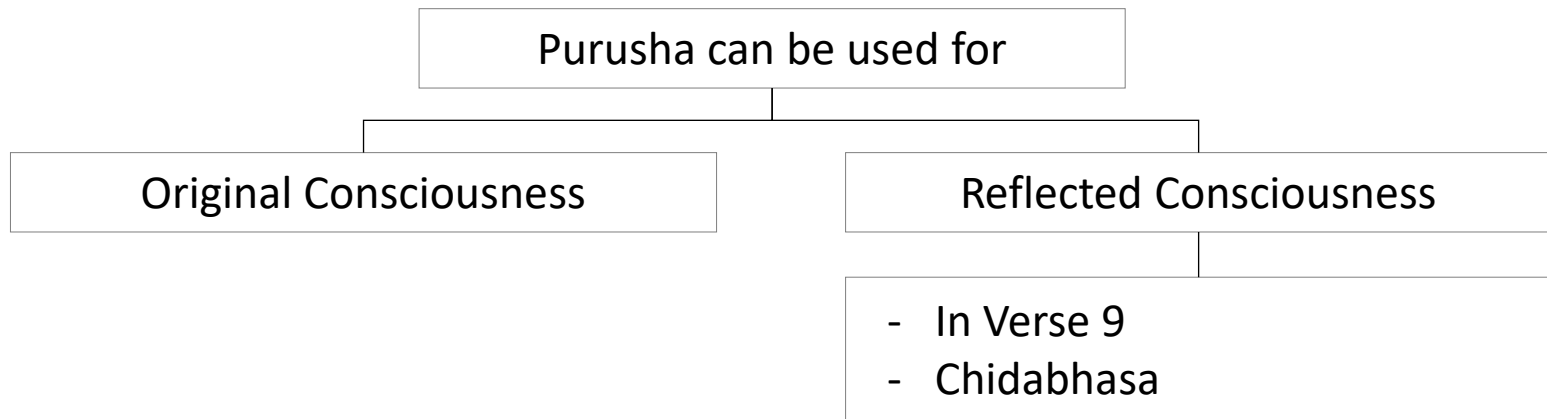 Purusha can be used for
Original Consciousness
Reflected Consciousness
- In Verse 9
- Chidabhasa